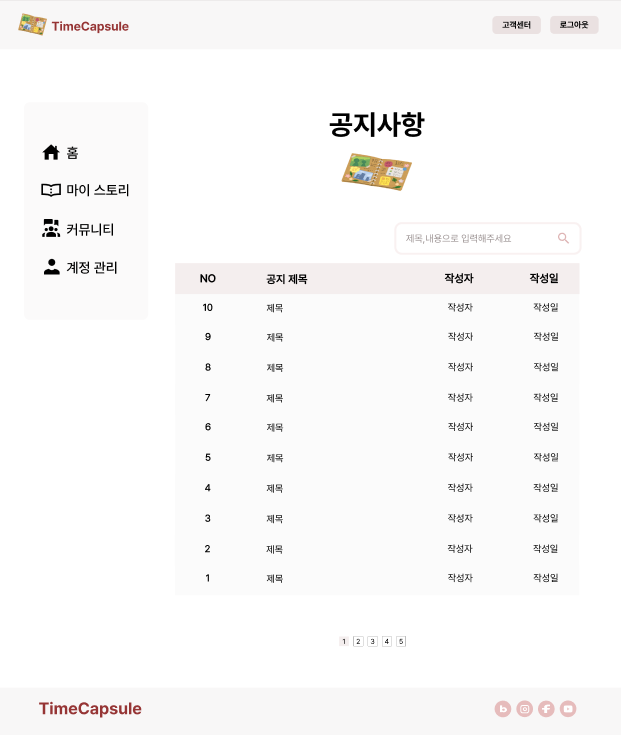 TimeCapsule
고객센터
로그아웃
홈
마이 스토리
커뮤니티
계정 관리
공지사항
제목,내용으로 입력해주세요
NO 공지 제목 작성자 작성일
10 제목 작성자 작성일
9 제목 작성자 작성일
8 제목 작성자 작성일
7 제목 작성자 작성일
6 제목 작성자 작성일
5 제목 작성자 작성일
4 제목 작성자 작성일
3 제목 작성자 작성일
2 제목 작성자 작성일
1 제목 작성자 작성일
1 2 3 4 5
TimeCapsule